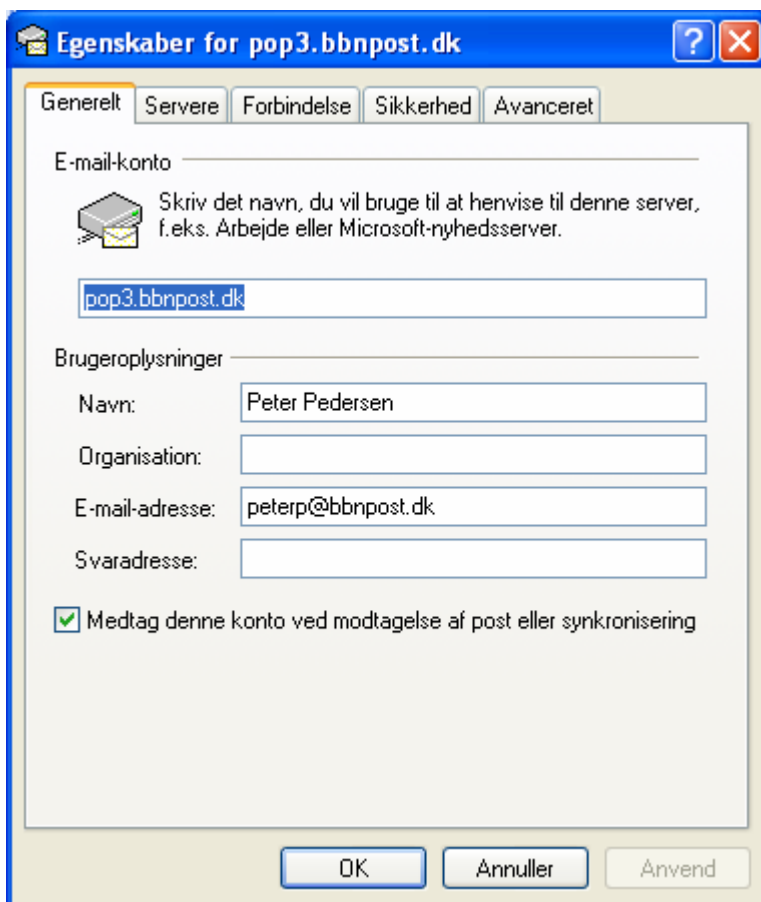 Egenskaber for pop3.bbnpost.dk
Generelt Servere Forbindelse Sikkerhed Avanceret
E-mail-konto
Skriv det navn, du vil bruge til at henvise til denne server,
f.eks. Arbejde eller Microsoft-nyhedsserver.
pop3.bbnpost.dk
Brugeroplysninger
Navn: Peter Pedersen
Organisation:
E-mail-adresse: peterp@bbnpost.dk
Svaradresse:
Medtag denne konto ved modtagelse af post eller synkronisering
OK Annuller Anvend